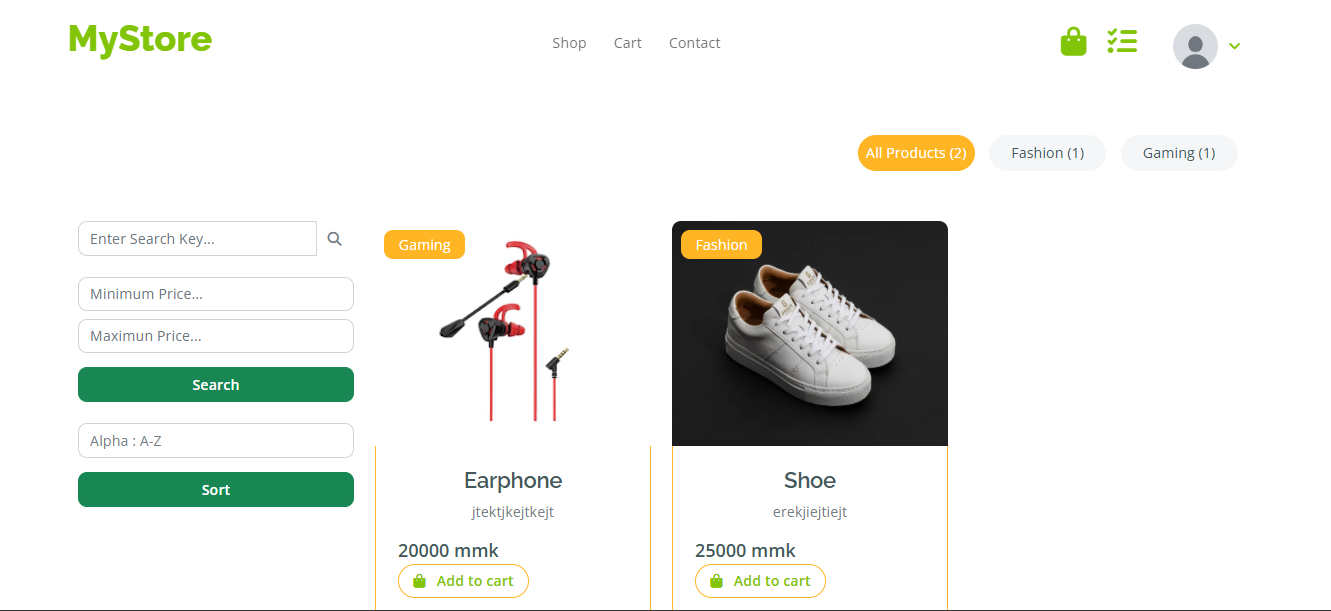 MyStore
Shop
Cart
Contact
All Products (2)
Fashion (1)
Gaming (1)
Enter Search Key...
Minimum Price...
Maximun Price...
Search
Alpha : A-Z
Sort
Gaming
Earphone
jtektjkejtkejt
20000 mmk
Add to cart
Fashion
Shoe
erekjiejtiejt
25000 mmk
Add to cart